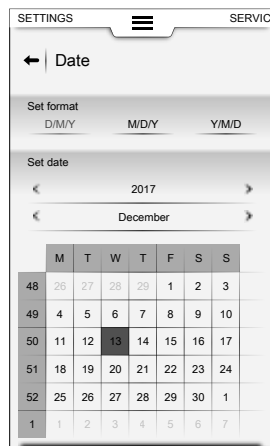 SETTINGS SERVIC
Date
Set format
D/M/Y M/D/Y Y/M/D
Set date
2017
December
M T W T F S S
48 26 27 28 29 1 2 3
49 4 5 6 7 8 9 10
50 11 12 13 14 15 16 17
51 18 19 20 21 22 23 24
52 25 26 27 28 29 30 1
1 1 2 3 4 5 6 7